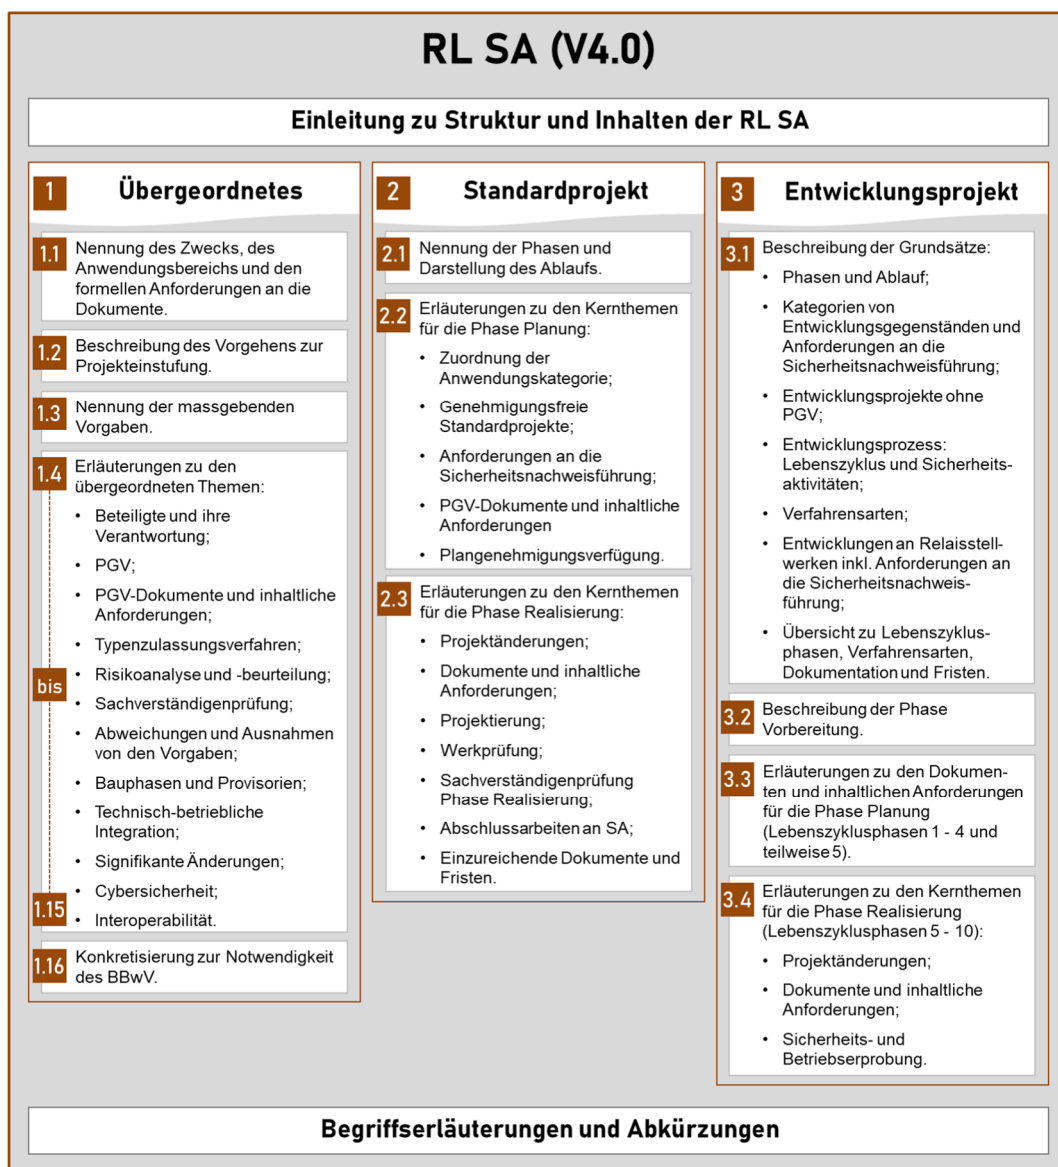 RL SA (V4.0)
Einleitung zu Struktur und Inhalten der RL SA
1 Übergeordnetes
1.1 Nennung des Zwecks, des
Anwendungsbereichs und den
formellen Anforderungen an die
Dokumente.
1.2 Beschreibung des Vorgehens zur
Projekteinstufung.
1.3 Nennung der massgebenden
Vorgaben.
1.4 Erläuterungen zu den
übergeordneten Themen:
• Beteiligte und ihre
Verantwortung;
• PGV;
• PGV-Dokumente und inhaltliche
Anforderungen;
• Typenzulassungsverfahren;
bis
• Risikoanalyse und -beurteilung;
• Sachverständigenprüfung;
• Abweichungen und Ausnahmen
von den Vorgaben;
• Bauphasen und Provisorien;
• Technisch-betriebliche
Integration;
• Signifikante Änderungen;
• Cybersicherheit;
1.15
• Interoperabilität.
1.16 Konkretisierung zur Notwendigkeit
des BBwV.
2 Standardprojekt
2.1 Nennung der Phasen und
Darstellung des Ablaufs.
2.2 Erläuterungen zu den Kernthemen
für die Phase Planung:
• Zuordnung der
Anwendungskategorie;
• Genehmigungsfreie
Standardprojekte;
• Anforderungen an die
Sicherheitsnachweisführung;
• PGV-Dokumente und inhaltliche
Anforderungen
• Plangenehmigungsverfügung.
2.3 Erläuterungen zu den Kernthemen
für die Phase Realisierung:
• Projektänderungen;
• Dokumente und inhaltliche
Anforderungen;
• Projektierung;
• Werkprüfung;
• Sachverständigenprüfung
Phase Realisierung;
• Abschlussarbeiten an SA;
• Einzureichende Dokumente und
Fristen.
3 Entwicklungsprojekt
3.1 Beschreibung der Grundsätze:
• Phasen und Ablauf;
• Kategorien von
Entwicklungsgegenständen und
Anforderungen an die
Sicherheitsnachweisführung;
• Entwicklungsprojekte ohne
PGV;
• Entwicklungsprozess:
Lebenszyklus und Sicherheits-
aktivitäten;
• Verfahrensarten;
• Entwicklungen an Relaisstell-
werken inkl. Anforderungen an
die Sicherheitsnachweis-
führung;
• Übersicht zu Lebenszyklus-
phasen, Verfahrensarten,
Dokumentation und Fristen.
3.2 Beschreibung der Phase
Vorbereitung.
3.3 Erläuterungen zu den Dokumen-
ten und inhaltlichen Anforderungen
für die Phase Planung
(Lebenszyklusphasen 1 - 4 und
teilweise 5).
3.4 Erläuterungen zu den Kernthemen
für die Phase Realisierung
(Lebenszyklusphasen 5 - 10):
• Projektänderungen;
• Dokumente und inhaltliche
Anforderungen;
• Sicherheits- und
Betriebserprobung.
Begriffserläuterungen und Abkürzungen